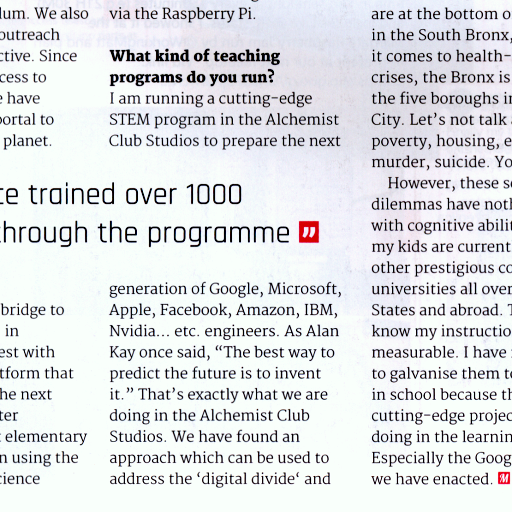 lum. We also
outreach
ctive. Since
cess to
e have
portal to
planet.
via the Raspberry Pi.
What kind of teaching
programs do you run?
I am running a cutting-edge
STEM program in the Alchemist
Club Studios to prepare the next
te trained over 1000
through the programme
bridge to
in
est with
tform that
he next
ter
t elementary
n using the
cience
generation of Google, Microsoft,
Apple, Facebook, Amazon, IBM,
Nvidia... etc. engineers. As Alan
Kay once said, “The best way to
predict the future is to invent
it.” That’s exactly what we are
doing in the Alchemist Club
Studios. We have found an
approach which can be used to
address the ‘digital divide‘ and
are at the bottom o
in the South Bronx,
it comes to health-
crises, the Bronx is
the five boroughs i
City. Let’s not talk
poverty, housing, e
murder, suicide. Yo
However, these s
dilemmas have not
with cognitive abili
my kids are current
other prestigious co
universities all over
States and abroad. T
know my instructio
measurable. I have
to galvanise them t
in school because th
cutting-edge projec
doing in the learnin
Especially the Goog
we have enacted.